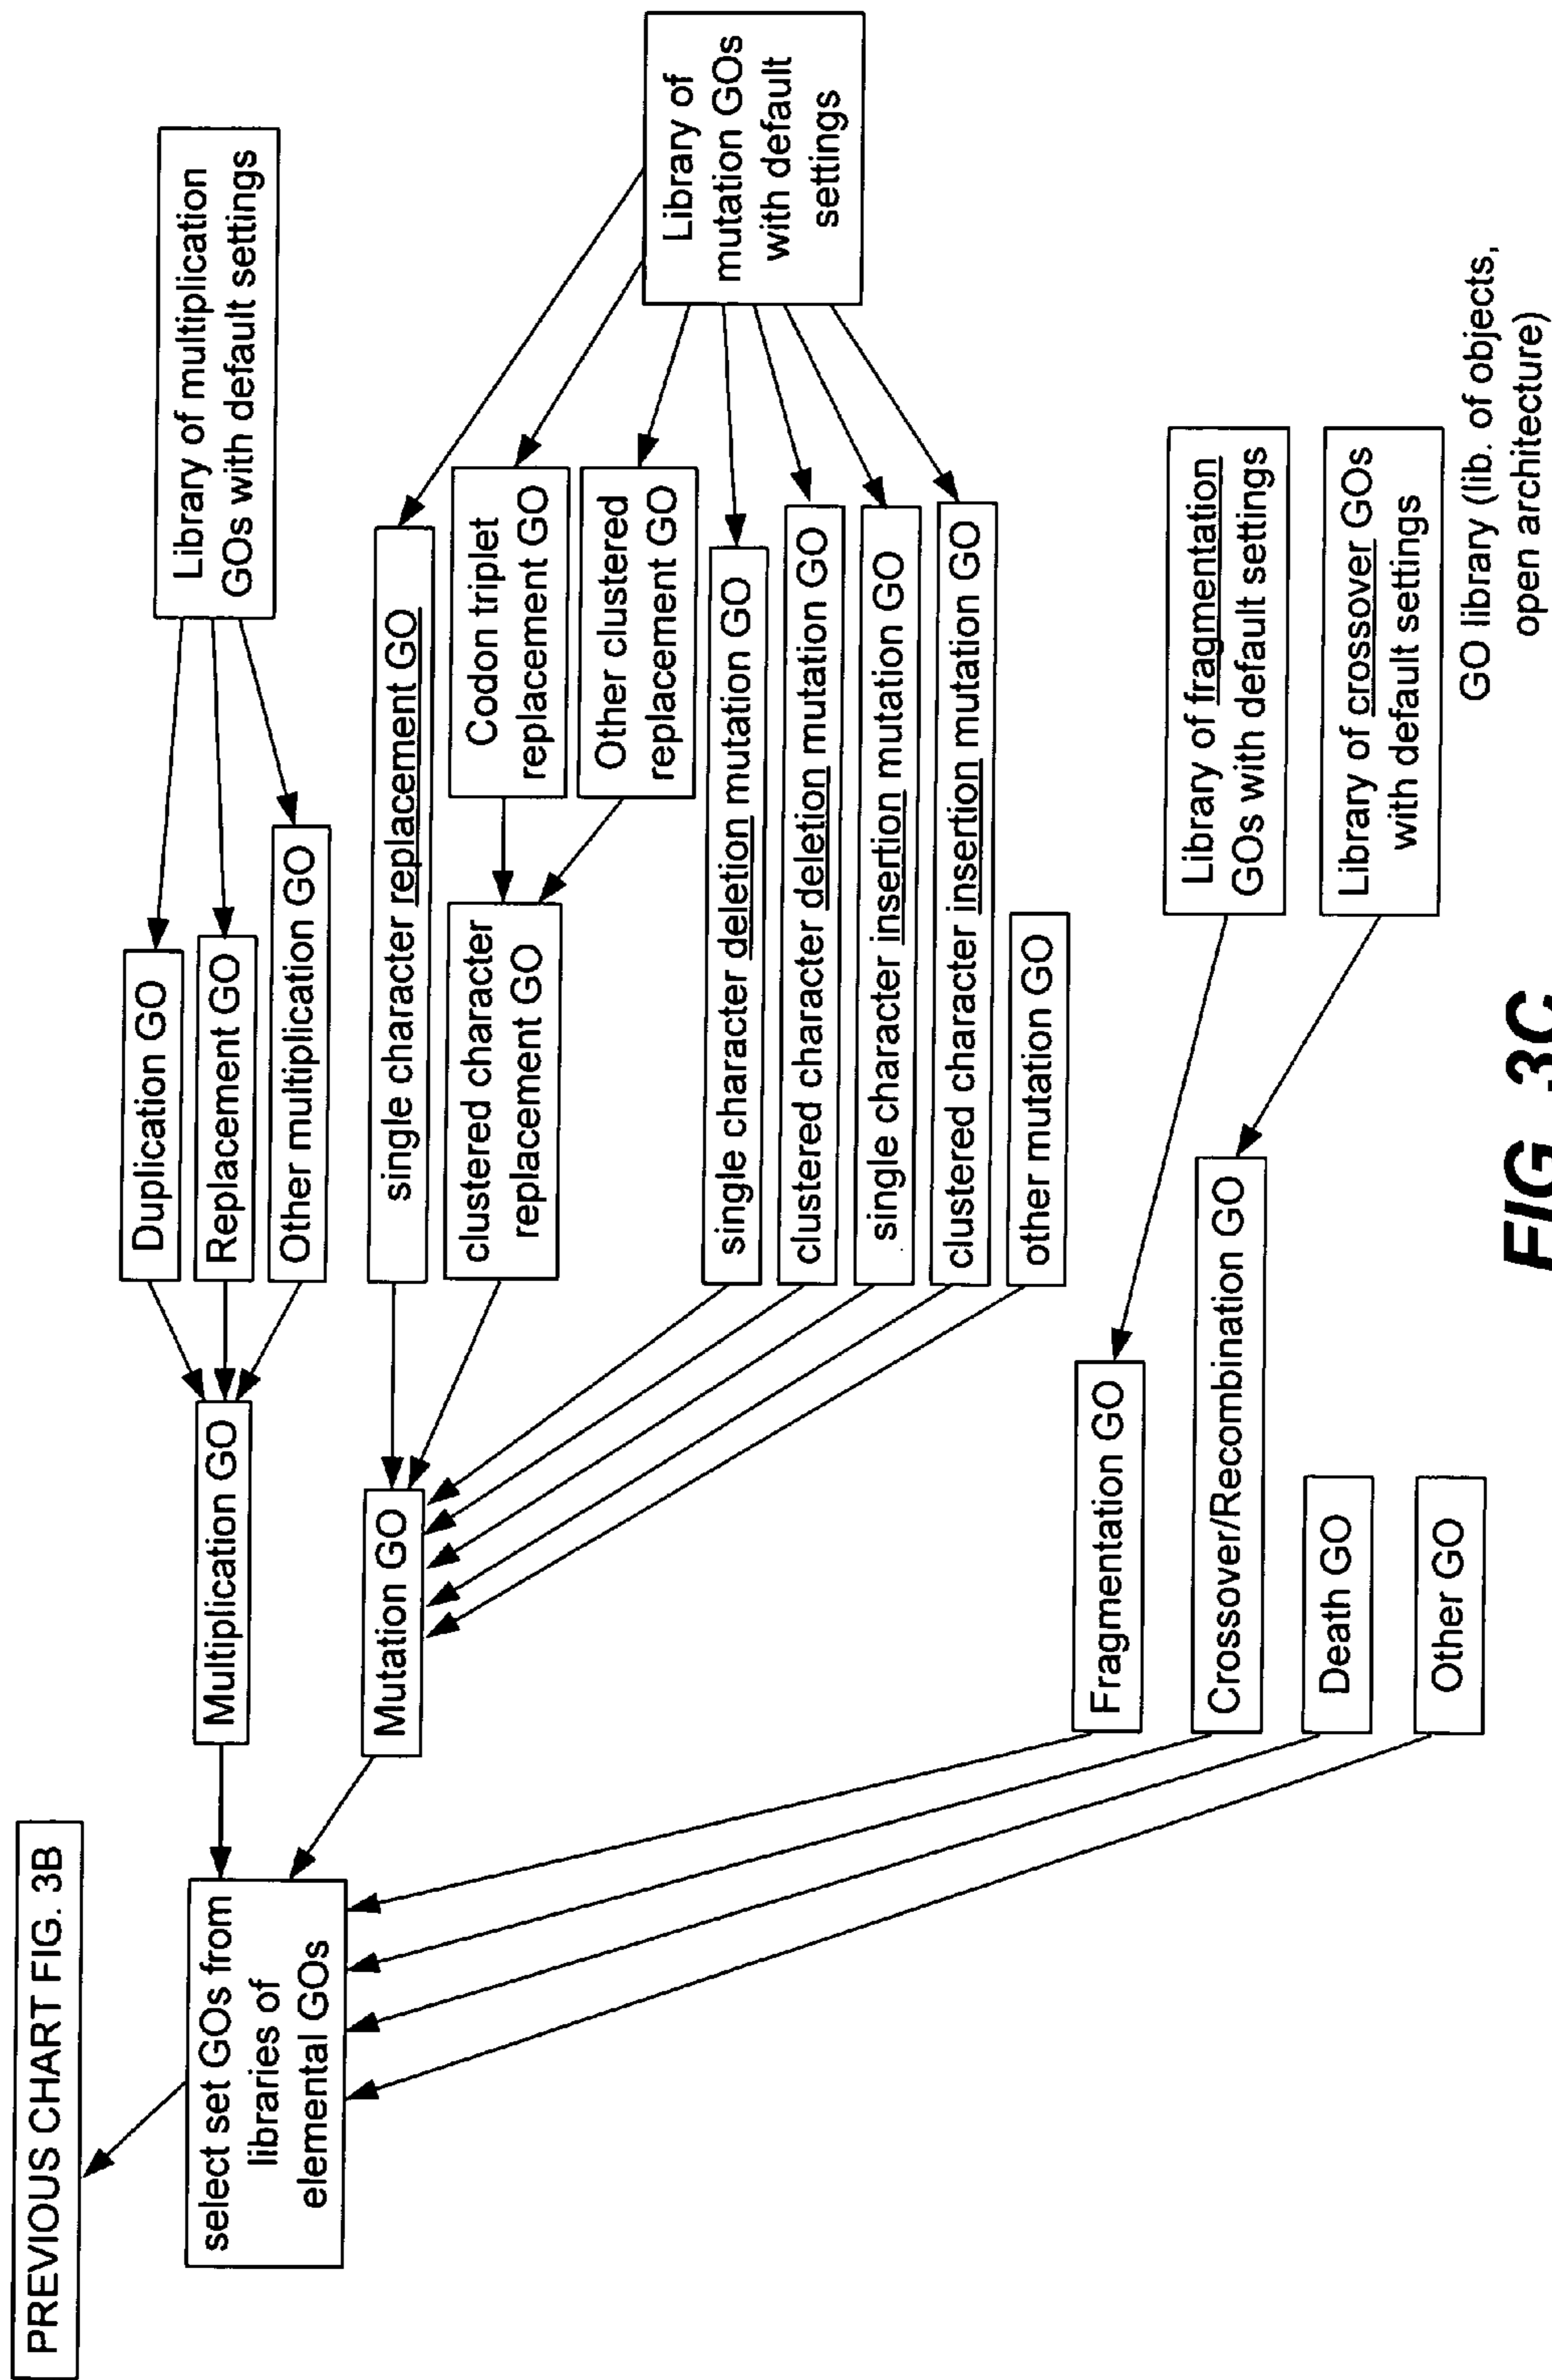 PREVIOUS CHART FIG. 3B
select set GOs from
libraries of
elemental GOs
Multiplication GO
Duplication GO
Replacement GO
Other multiplication GO
Library of multiplication
GOs with default settings
Mutation GO
single character replacement GO
clustered character
replacement GO
Codon triplet
replacement GO
Other clustered
replacement GO
single character deletion mutation GO
clustered character deletion mutation GO
single character insertion mutation GO
clustered character insertion mutation GO
other mutation GO
Library of
mutation GOs
with default
settings
Fragmentation GO
Library of fragmentation
GOs with default settings
Crossover/Recombination GO
Library of crossover GOs
with default settings
Death GO
Other GO
GO library (lib. of objects,
open architecture)
FIG. 3C